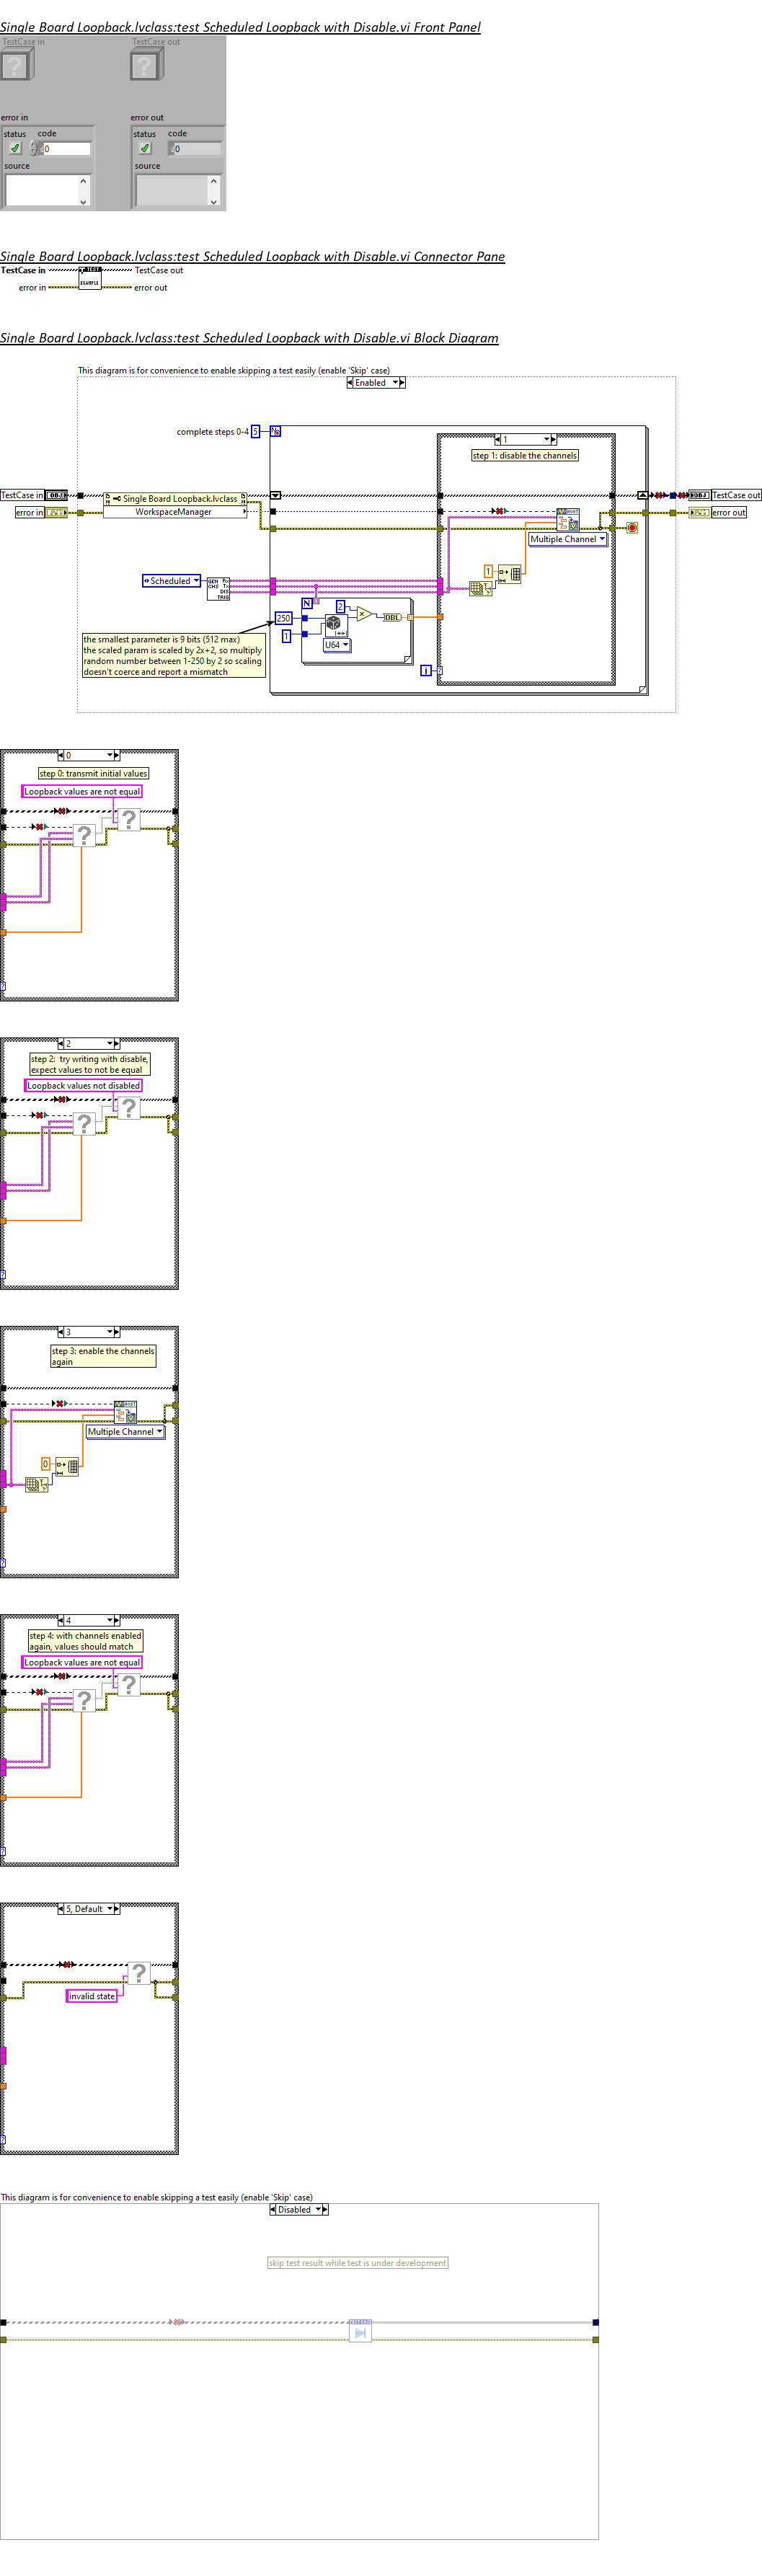 Single Board Loopback.lvclass:test Scheduled Loopback with Disable.vi Front Panel
TestCase in
TestCase out
error in
error out
status
code
status
code
0
0
source
source
Single Board Loopback.lvclass:test Scheduled Loopback with Disable.vi Connector Pane
TestCase in
TestCase out
error in
error out
EXAMPLE
Single Board Loopback.lvclass:test Scheduled Loopback with Disable.vi Block Diagram
This diagram is for convenience to enable skipping a test easily (enable 'Skip' case)
Enabled
complete steps 0-4
5
N
1
step 1: disable the channels
TestCase in
OBJ
Single Board Loopback.lvclass
WorkspaceManager
TestCase out
error in
error out
Multiple Channel
Scheduled
GEN Rx
CHS Tx
DIS
TRIG
1
N
2
250
1
DBL
U64
the smallest parameter is 9 bits (512 max)
the scaled param is scaled by 2x+2, so multiply
random number between 1-250 by 2 so scaling
doesn't coerce and report a mismatch
i
?
0
step 0: transmit initial values
Loopback values are not equal
?
?
?
2
step 2: try writing with disable,
expect values to not be equal
Loopback values not disabled
?
?
?
3
step 3: enable the channels
again
Multiple Channel
0
?
4
step 4: with channels enabled
again, values should match
Loopback values are not equal
?
?
?
5, Default
?
invalid state
?
This diagram is for convenience to enable skipping a test easily (enable 'Skip' case)
Disabled
skip test result while test is under development